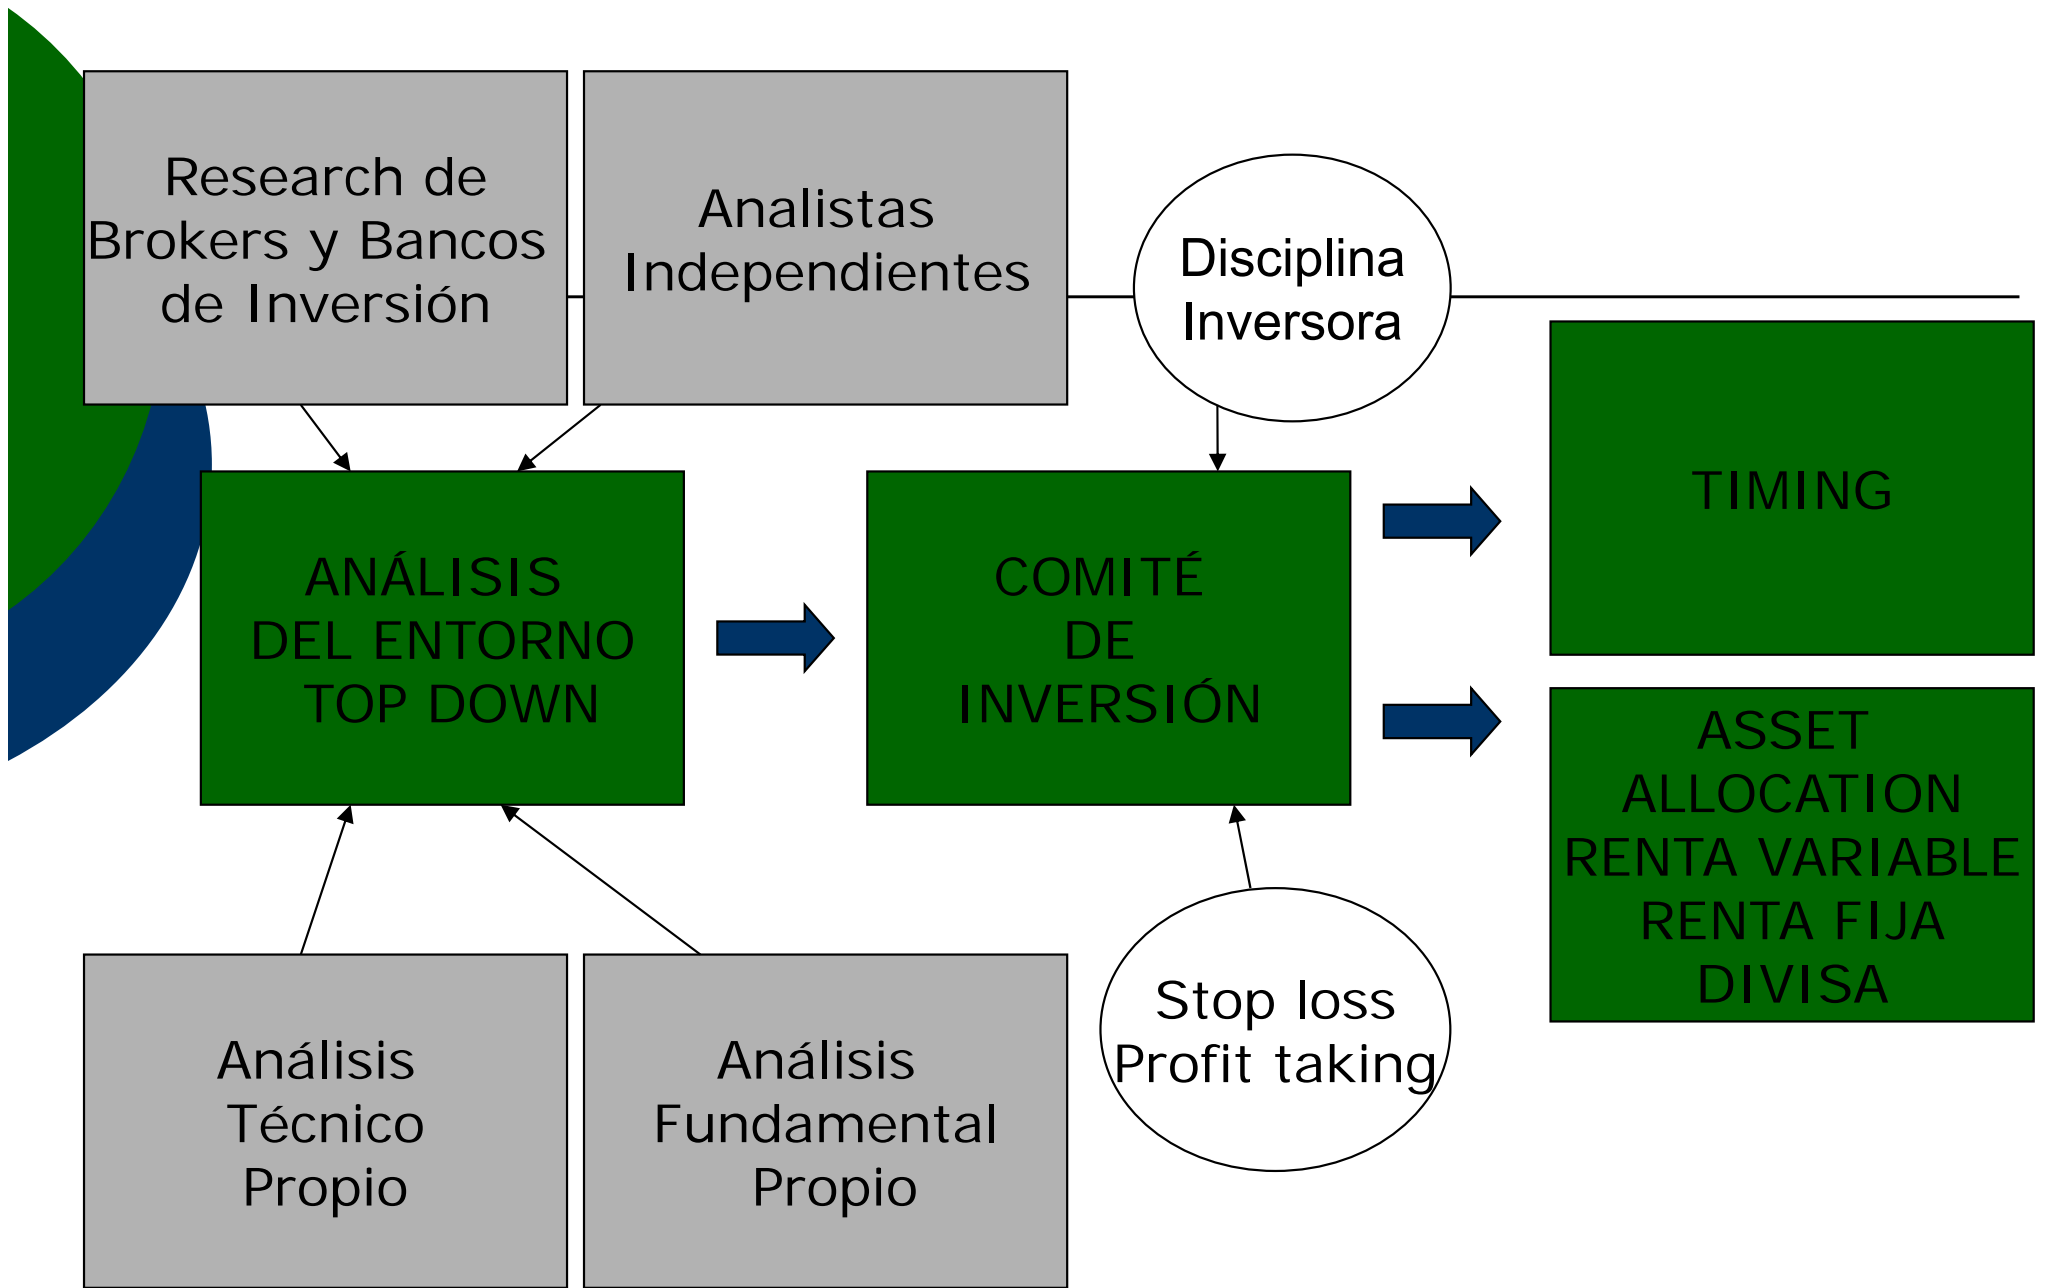 Research de
Brokers y Bancos
de Inversión
Analistas
Independientes
Disciplina
Inversora
TIMING
ANÁLISIS
DEL ENTORNO
TOP DOWN
COMITÉ
DE
INVERSIÓN
ASSET
ALLOCATION
RENTA VARIABLE
RENTA FIJA
DIVISA
Análisis
Técnico
Propio
Análisis
Fundamental
Propio
Stop loss
Profit taking